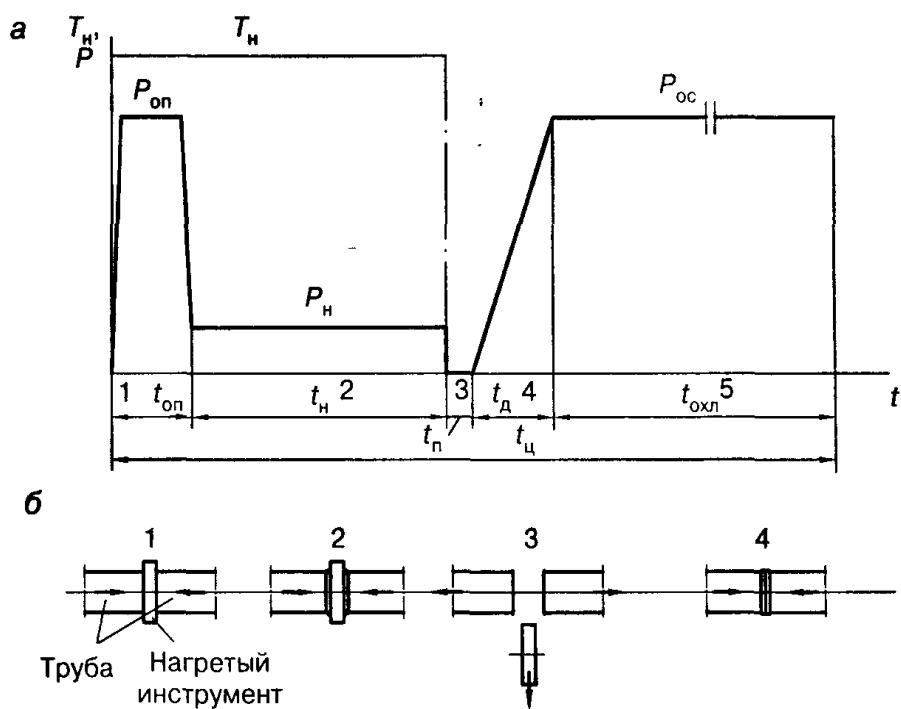 а
Tн,
P
Tн
Pоп
Pос
Pн
1 tоп tн 2 3 tд 4 tохл 5 t
tп tц
б
1 2 3 4
Труба Нагретый
инструмент